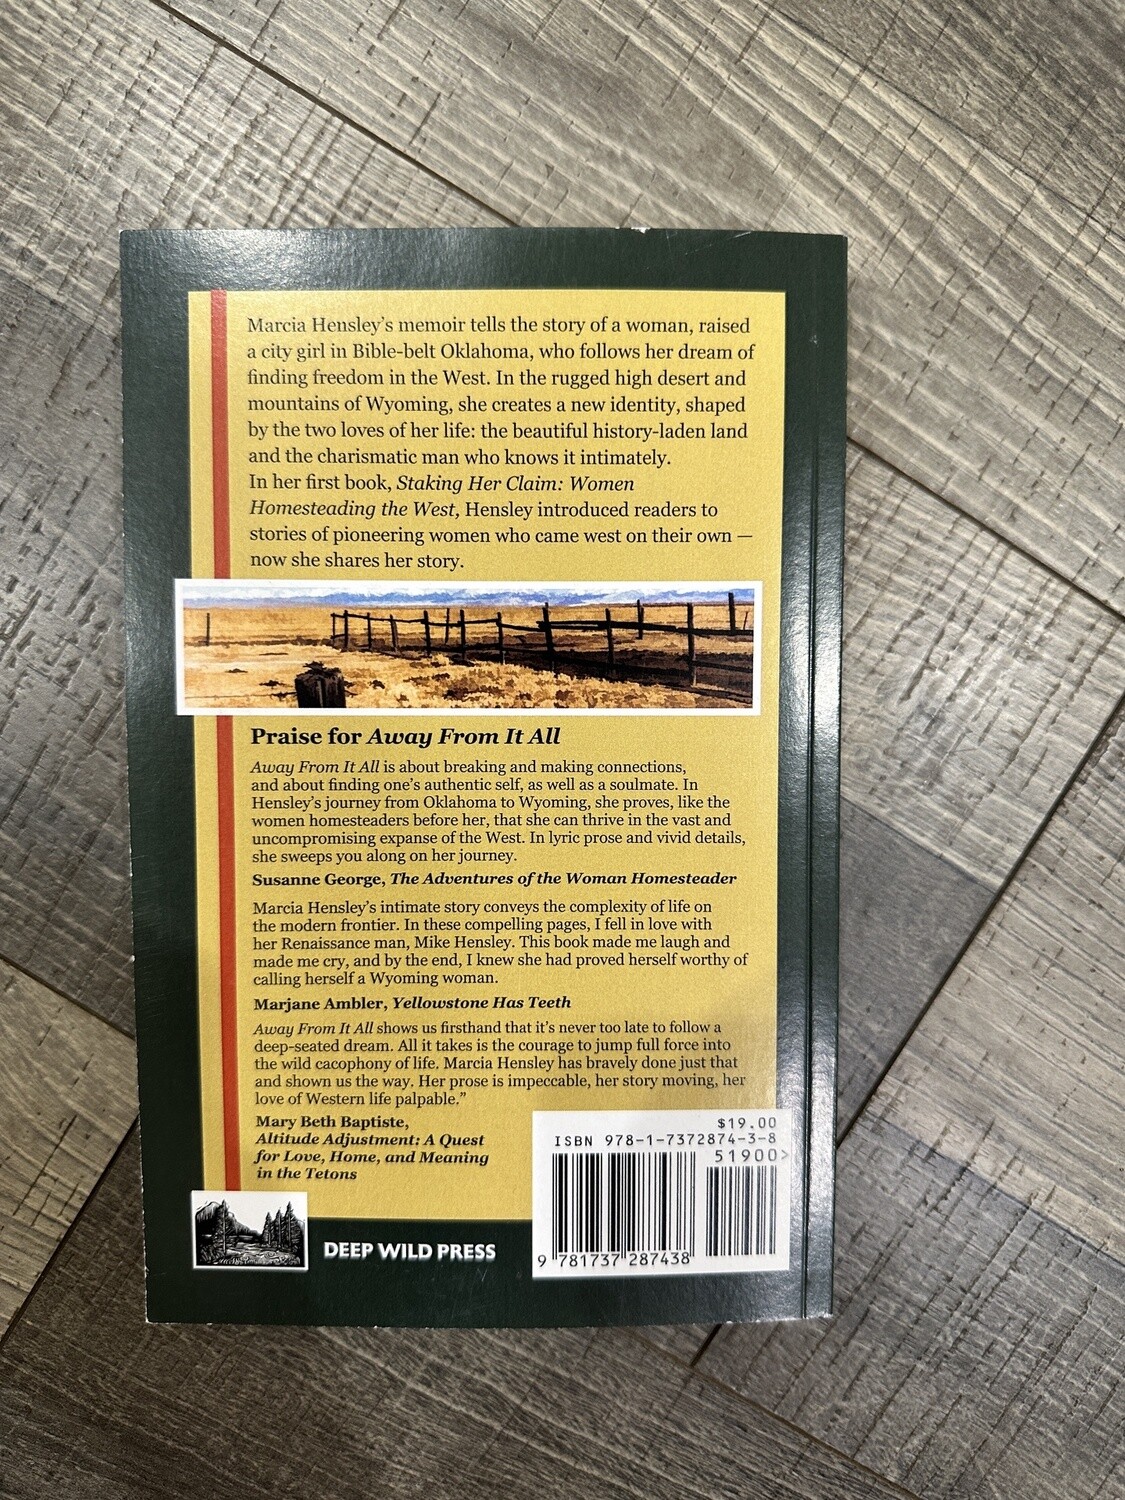 Marcia Hensley's memoir tells the story of a woman, raised
a city girl in Bible-belt Oklahoma, who follows her dream of
finding freedom in the West. In the rugged high desert and
mountains of Wyoming, she creates a new identity, shaped
by the two loves of her life: the beautiful history-laden land
and the charismatic man who knows it intimately.
In her first book, Staking Her Claim: Women
Homesteading the West, Hensley introduced readers to
stories of pioneering women who came west on their own —
now she shares her story.
Praise for Away From It All
Away From It All is about breaking and making connections,
and about finding one's authentic self, as well as a soulmate. In
Hensley's journey from Oklahoma to Wyoming, she proves, like the
women homesteaders before her, that she can thrive in the vast and
uncompromising expanse of the West. In lyric prose and vivid details,
she sweeps you along on her journey.
Susanne George, The Adventures of the Woman Homesteader
Marcia Hensley's intimate story conveys the complexity of life on
the modern frontier. In these compelling pages, I fell in love with
her Renaissance man, Mike Hensley. This book made me laugh and
made me cry, and by the end, I knew she had proved herself worthy of
calling herself a Wyoming woman.
Marjane Ambler, Yellowstone Has Teeth
Away From It All shows us firsthand that it's never too late to follow a
deep-seated dream. All it takes is the courage to jump full force into
the wild cacophony of life. Marcia Hensley has bravely done just that
and shown us the way. Her prose is impeccable, her story moving, her
love of Western life palpable.”
Mary Beth Baptiste,
Altitude Adjustment: A Quest
for Love, Home, and Meaning
in the Tetons
$19.00
ISBN 978-1-7372874-3-8
51900>
9 781737 287438
DEEP WILD PRESS